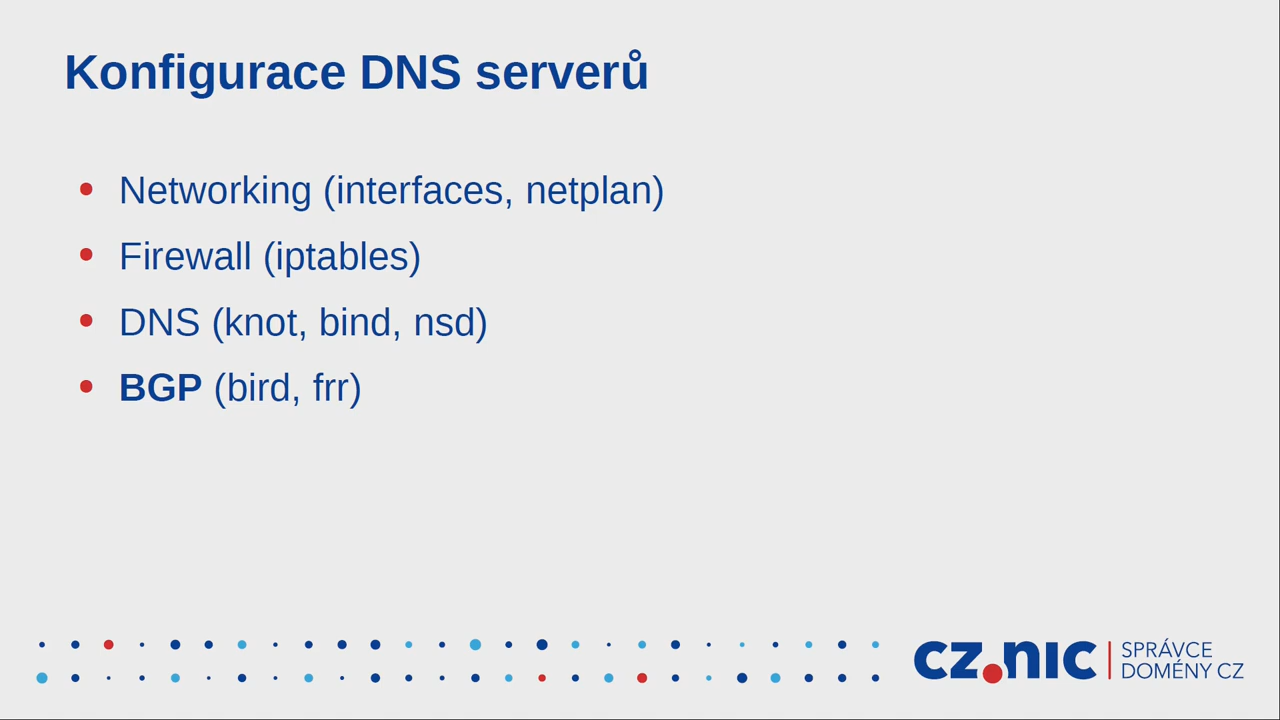 Konfigurace DNS serverů
• Networking (interfaces, netplan)
• Firewall (iptables)
• DNS (knot, bind, nsd)
• BGP (bird, frr)
CZ.NIC | SPRÁVCE
DOMÉNY CZ